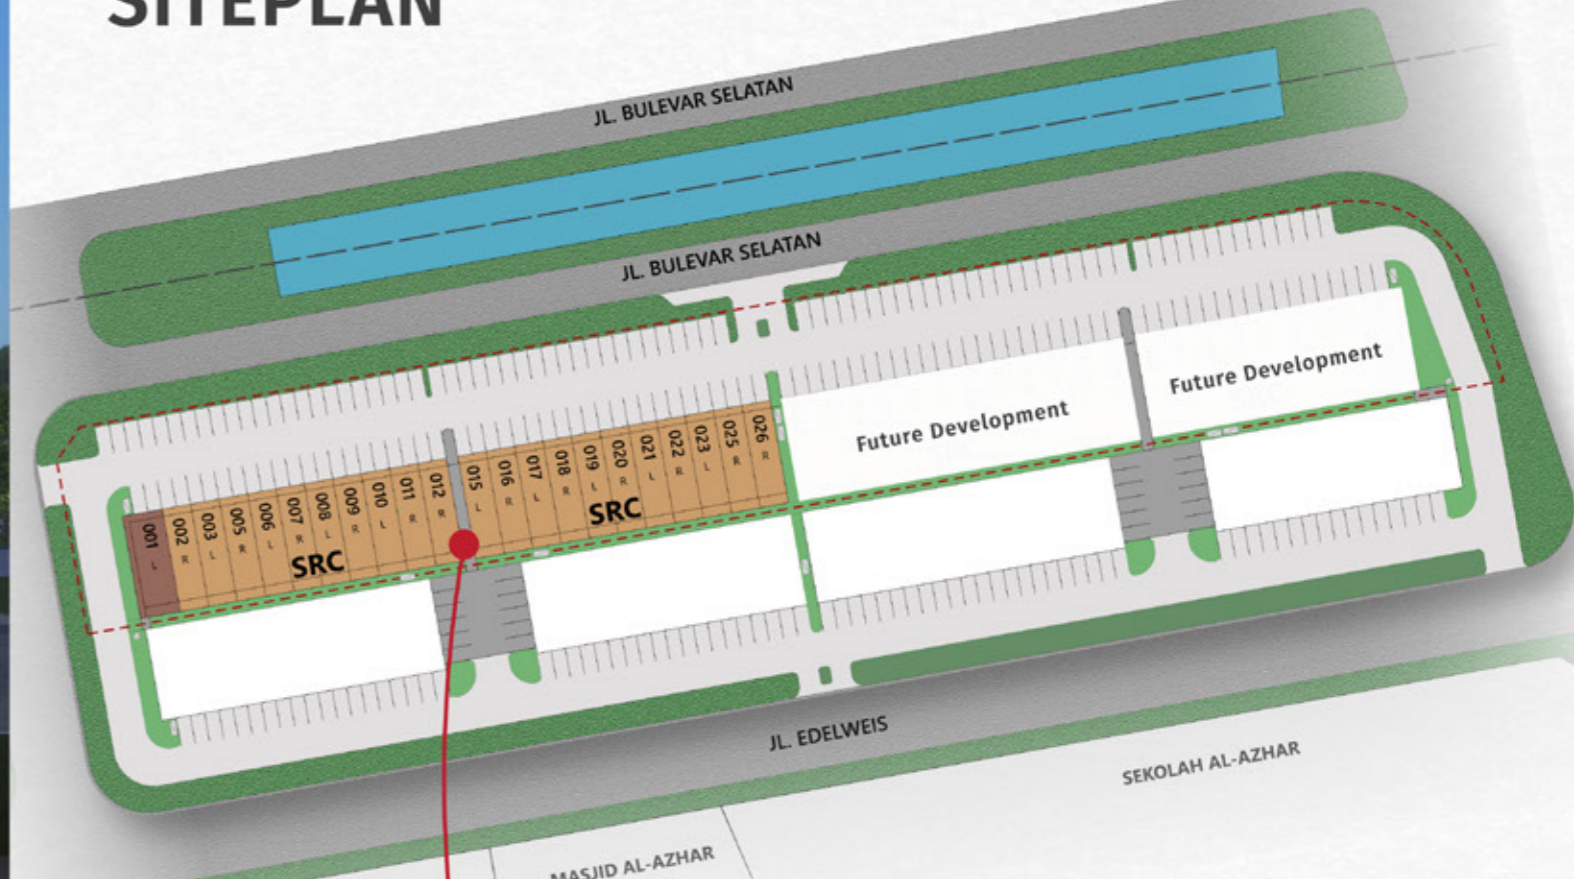 SITEPLAN
JL. BULEVAR SELATAN
JL. BULEVAR SELATAN
Future Development
Future Development
001 L
002 R
003 L
005 R
006 L
007 R
008 L
009 R
010 L
011 R
012 R
015 L
016 R
017 L
018 R
019 L
020 R
021 L
022 R
023 L
025 R
026 R
SRC
SRC
JL. EDELWEIS
SEKOLAH AL-AZHAR
MASJID AL-AZHAR